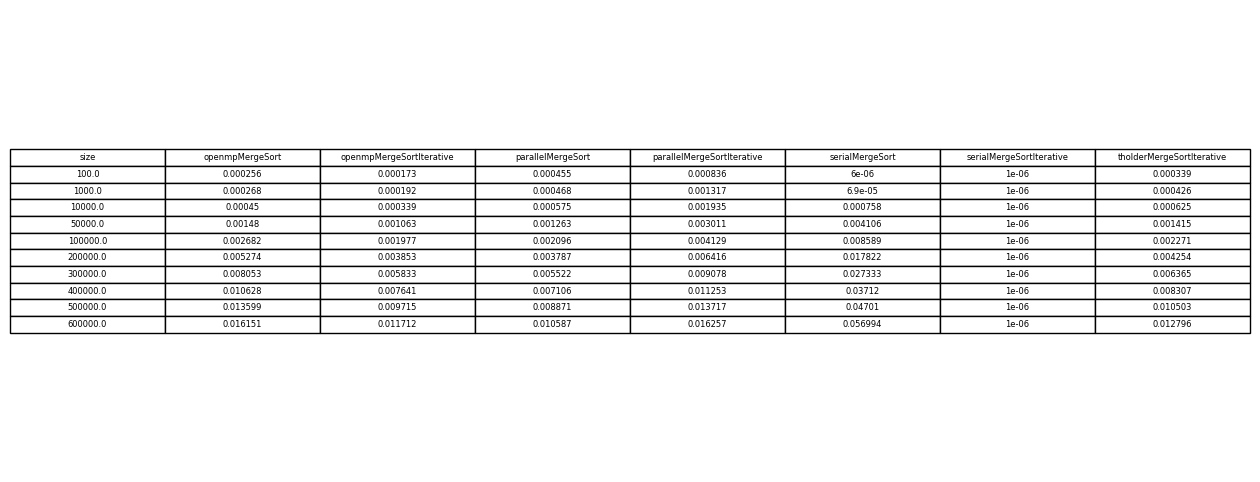 size openmpMergeSort openmpMergeSortIterative parallelMergeSort parallelMergeSortIterative serialMergeSort serialMergeSortIterative tholderMergeSortIterative
100.0 0.000256 0.000173 0.000455 0.000836 6e-06 1e-06 0.000339
1000.0 0.000268 0.000192 0.000468 0.001317 6.9e-05 1e-06 0.000426
10000.0 0.00045 0.000339 0.000575 0.001935 0.000758 1e-06 0.000625
50000.0 0.00148 0.001063 0.001263 0.003011 0.004106 1e-06 0.001415
100000.0 0.002682 0.001977 0.002096 0.004129 0.008589 1e-06 0.002271
200000.0 0.005274 0.003853 0.003787 0.006416 0.017822 1e-06 0.004254
300000.0 0.008053 0.005833 0.005522 0.009078 0.027333 1e-06 0.006365
400000.0 0.010628 0.007641 0.007106 0.011253 0.03712 1e-06 0.008307
500000.0 0.013599 0.009715 0.008871 0.013717 0.04701 1e-06 0.010503
600000.0 0.016151 0.011712 0.010587 0.016257 0.056994 1e-06 0.012796